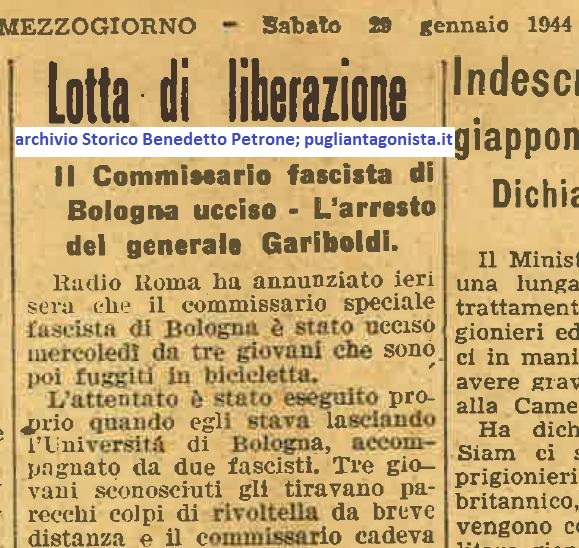 MEZZOGIORNO - Sabato 29 gennaio 1944
Lotta di liberazione
archivio Storico Benedetto Petrone; pugliantagonista.it
Il Commissario fascista di
Bologna ucciso - L'arresto
del generale Gariboldi.
Radio Roma ha annunziato ieri
sera che il commissario speciale
fascista di Bologna è stato ucciso
mercoledì da tre giovani che sono
poi fuggiti in bicicletta.
L'attentato è stato eseguito pro-
prio quando egli stava lasciando
l'Universitá di Bologna, accom-
pagnato da due fascisti. Tre gio-
vani sconosciuti gli tiravano pa-
recchi colpi di rivoltella da breve
distanza e il commissario cadeva
Indesc
giappon
Dichia
Il Minist
una lunga
trattament
gionieri ed
ci in mani
avere grav
alla Came
Ha dich
Siam ci s
prigionieri
britannico,
vengono co